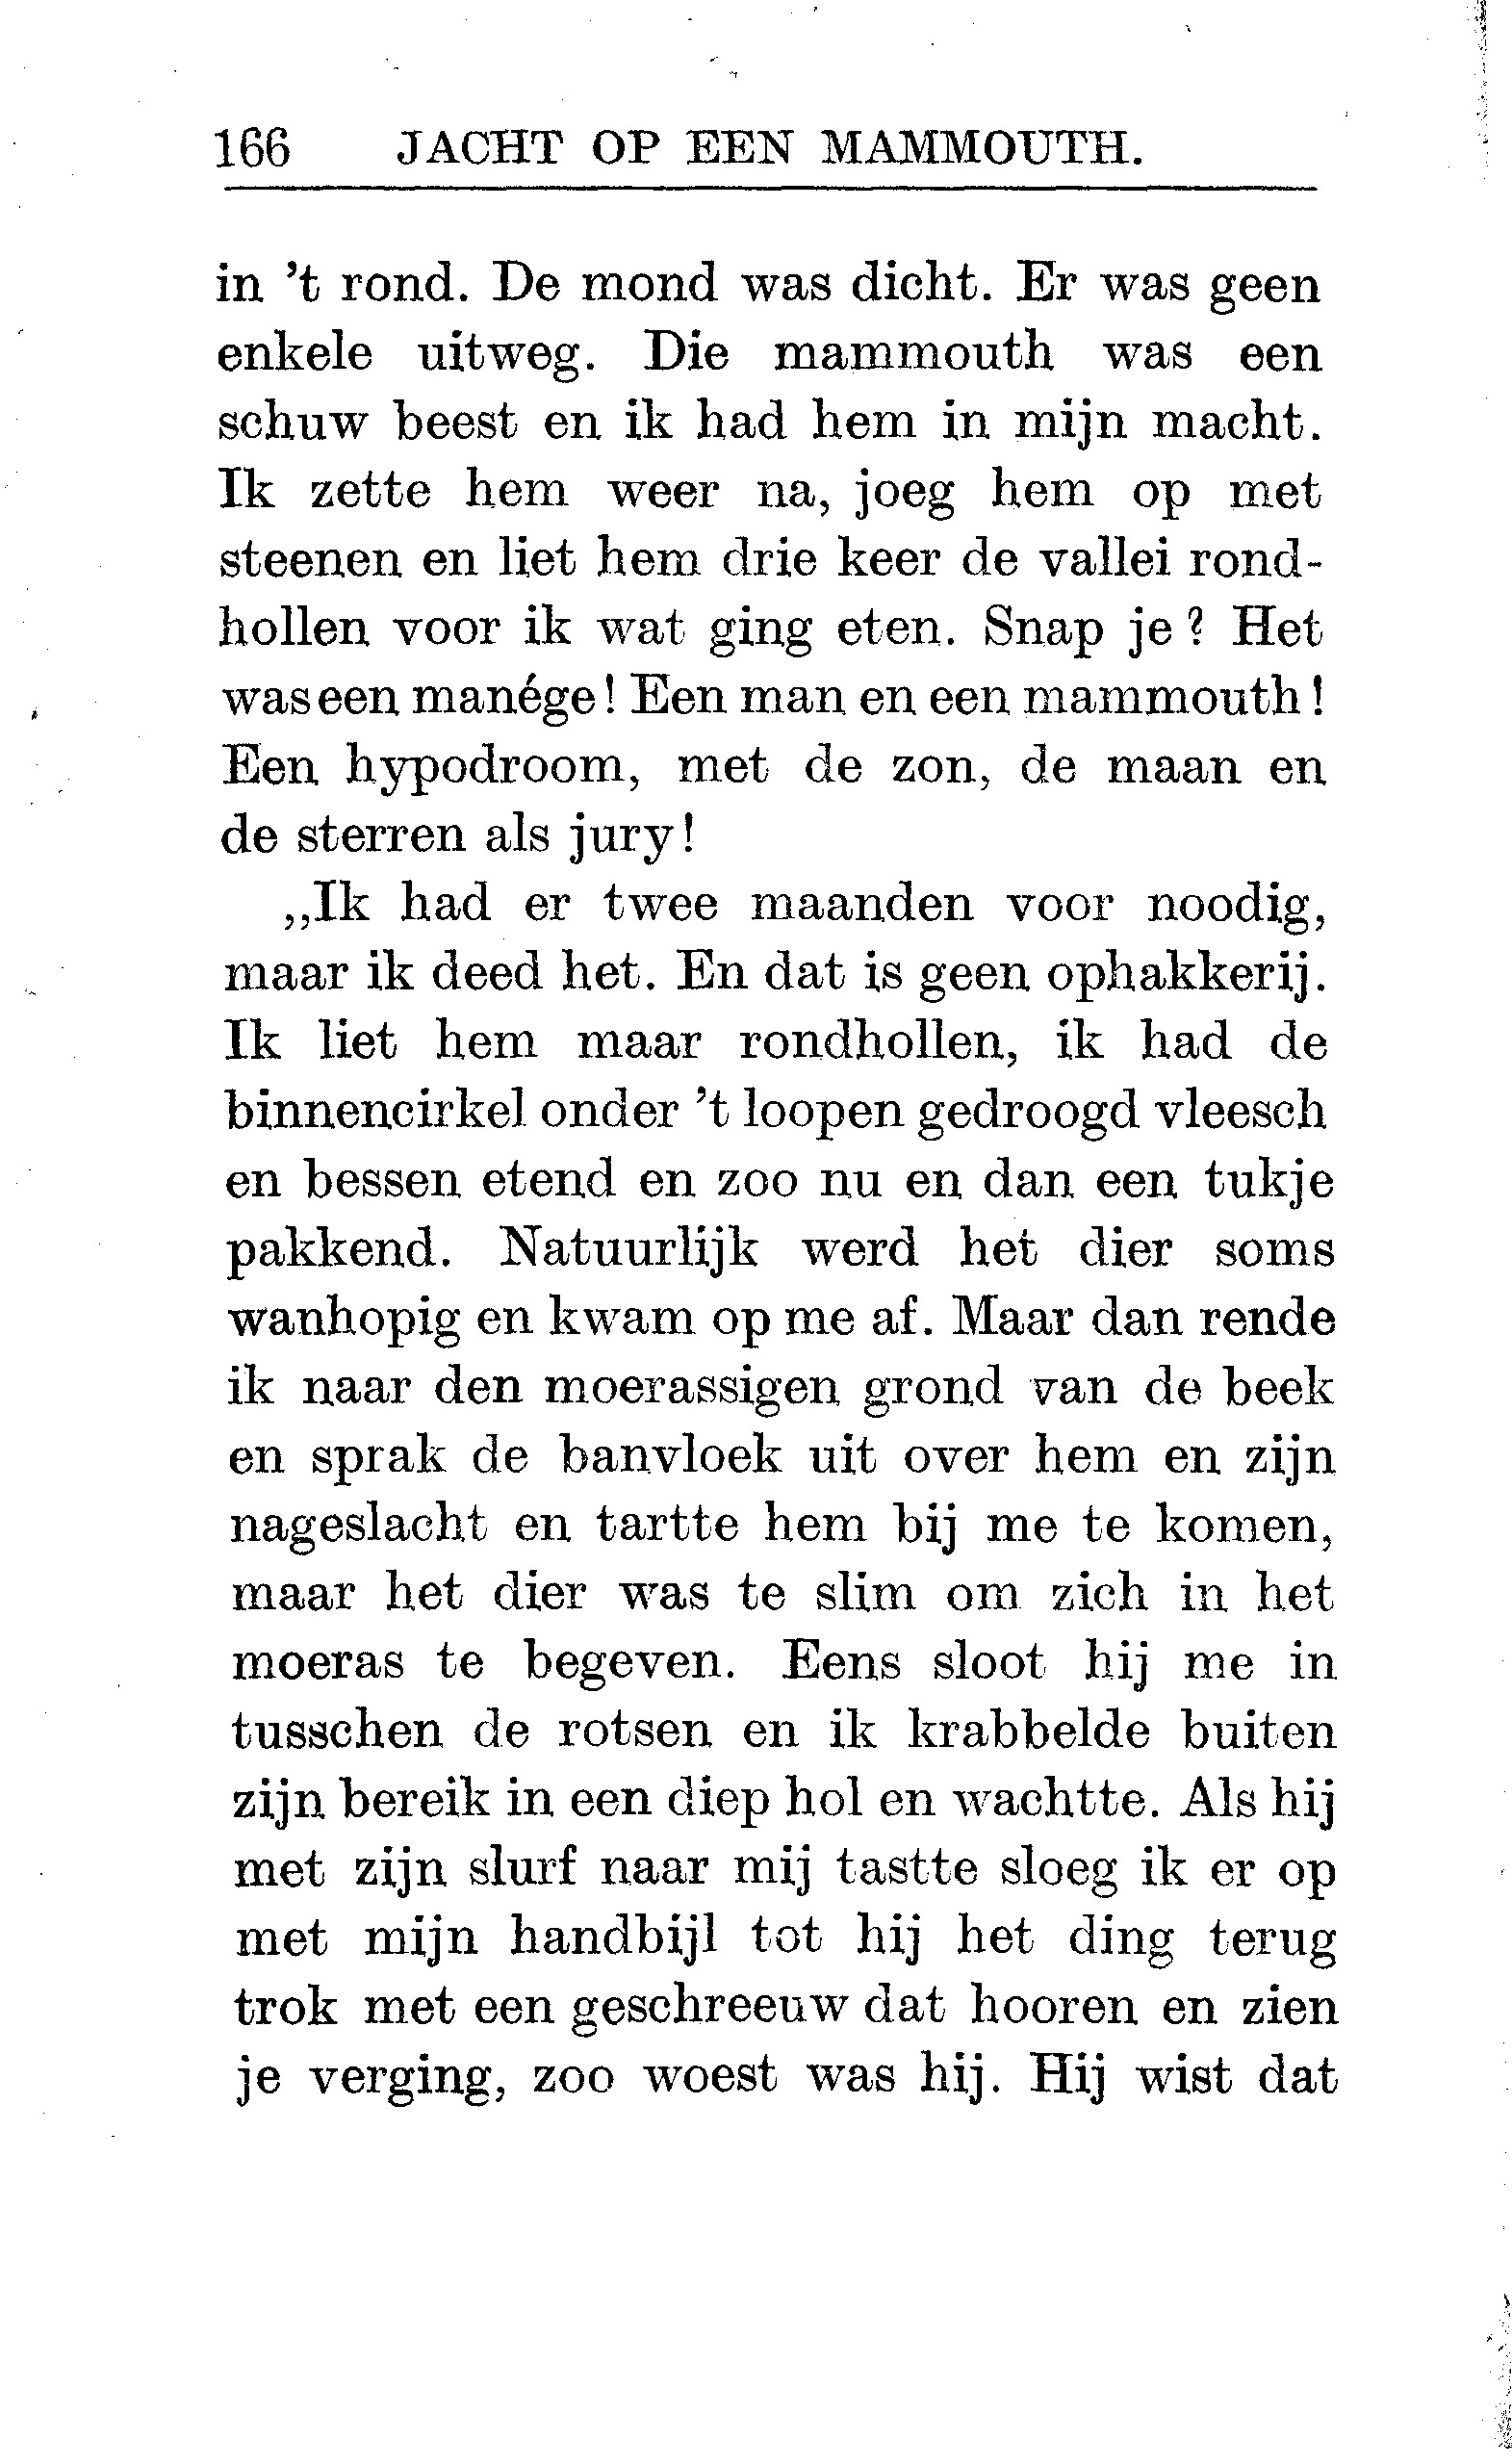 166 JACHT OP EEN MAMMOUTH.
in 't rond. De mond was dicht. Er was geen
enkele uitweg. Die mammouth was een
schuw beest en ik had hem in mijn macht.
Ik zette hem weer na, joeg hem op met
steenen en liet hem drie keer de vallei rond-
hollen voor ik wat ging eten. Snap je? Het
was een manége! Een man en een mammouth!
Een hypodroom, met de zon, de maan en
de sterren als jury!
„Ik had er twee maanden voor noodig,
maar ik deed het. En dat is geen ophakkerij.
Ik liet hem maar rondhollen, ik had de
binnencirkel onder 't loopen gedroogd vleesch
en bessen etend en zoo nu en dan een tukje
pakkend. Natuurlijk werd het dier soms
wanhopig en kwam op me af. Maar dan rende
ik naar den moerassigen grond van de beek
en sprak de banvloek uit over hem en zijn
nageslacht en tartte hem bij me te komen,
maar het dier was te slim om zich in het
moeras te begeven. Eens sloot hij me in
tusschen de rotsen en ik krabbelde buiten
zijn bereik in een diep hol en wachtte. Als hij
met zijn slurf naar mij tastte sloeg ik er op
met mijn handbijl tot hij het ding terug
trok met een geschreeuw dat hooren en zien
je verging, zoo woest was hij. Hij wist dat